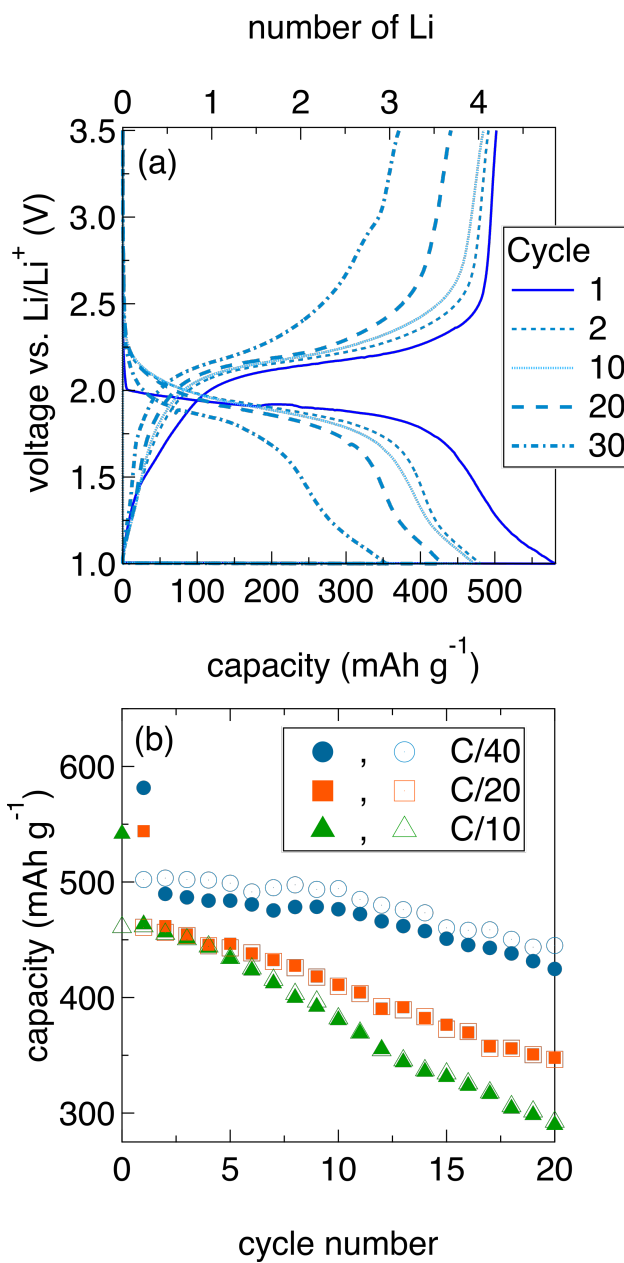 number of Li
0 1 2 3 4
3.5
(a)
3.0
2.5
2.0
1.5
1.0
voltage vs. Li/Li+ (V)
Cycle
1
2
10
20
30
0 100 200 300 400 500
capacity (mAh g-1)
(b)
600
500
400
300
capacity (mAh g-1)
, C/40
, C/20
, C/10
0 5 10 15 20
cycle number